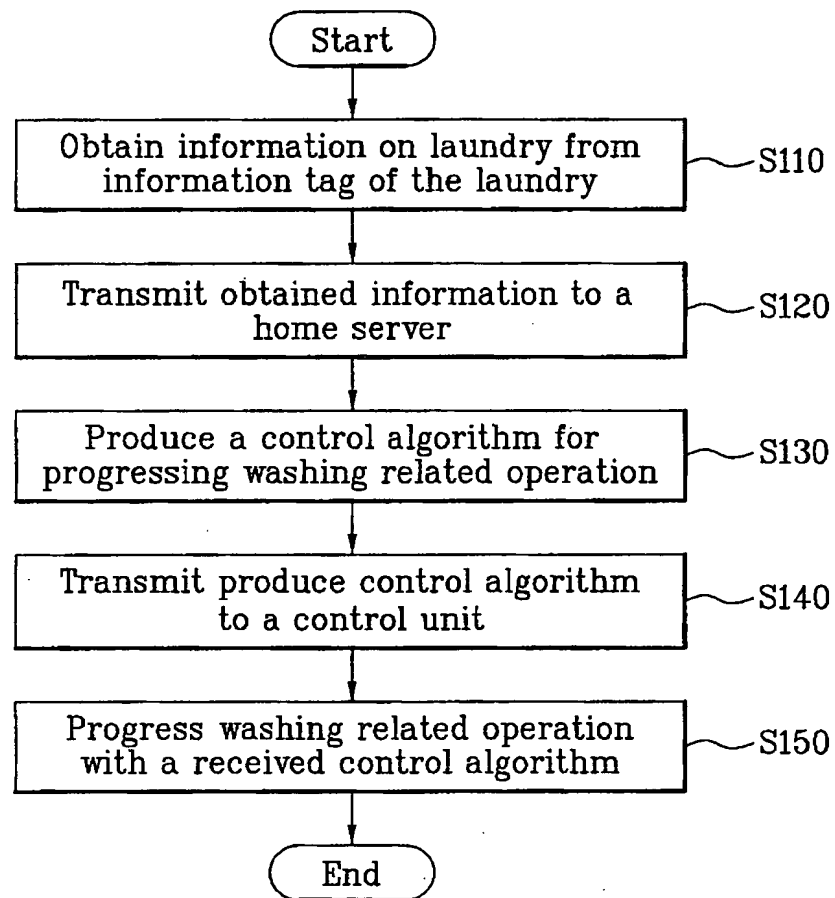 Start
Obtain information on laundry from
information tag of the laundry
S110
Transmit obtained information to a
home server
S120
Produce a control algorithm for
progressing washing related operation
S130
Transmit produce control algorithm
to a control unit
S140
Progress washing related operation
with a received control algorithm
S150
End